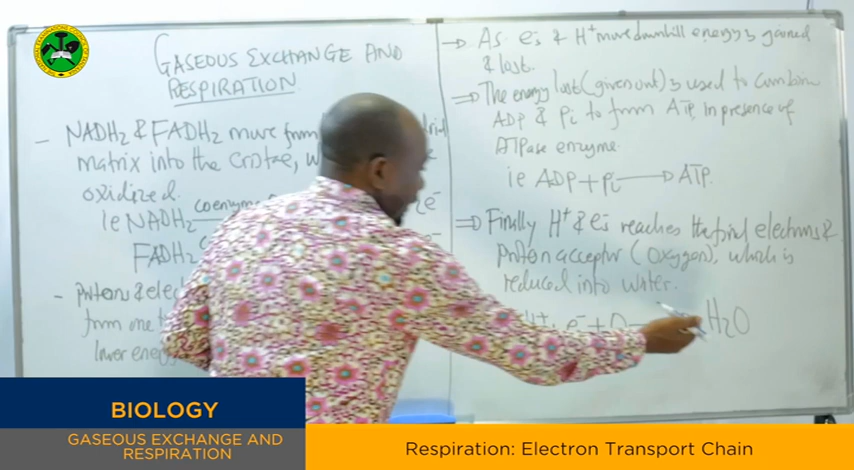 GASEOUS EXCHANGE AND
RESPIRATION
- NADH2 & FADH2 move from
matrix into the Cristae,
oxidized.
ie NADH2 coenzyme e-
FADH2
- proton & elec
from one t
lower energy
→ As e-s & H+ move downhill energy is gained
& lost.
⇒ The energy lost (given out) is used to combine
ADP & Pi to form ATP in presence of
ATPase enzyme.
ie ADP + Pi → ATP.
⇒ Finally H+ & e-s reaches the final electrons &
proton acceptor (Oxygen), which is
reduced into water.
H+ + e- + O H2O
BIOLOGY
GASEOUS EXCHANGE AND
RESPIRATION
Respiration: Electron Transport Chain